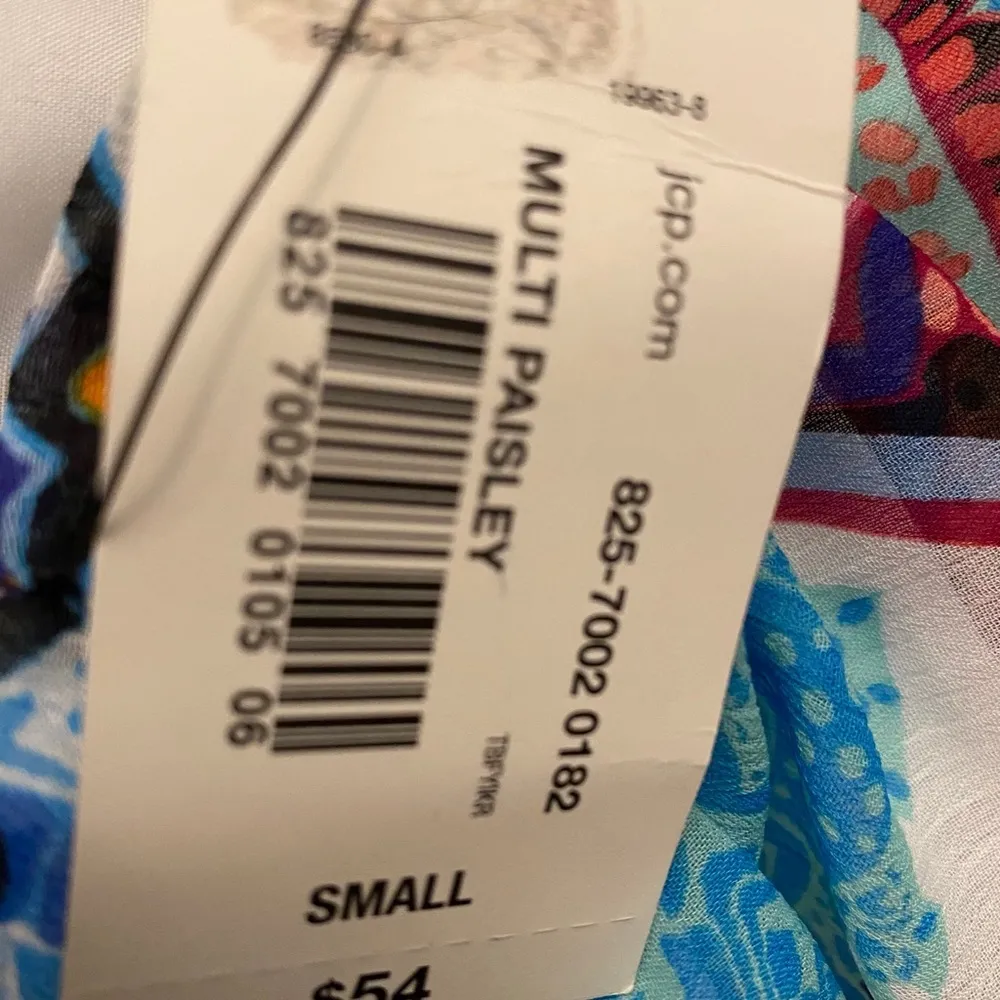 19963-8
jcp.com
825-7002 0182
MULTI PAISLEY
825 7002 0105 06
SMALL
$54